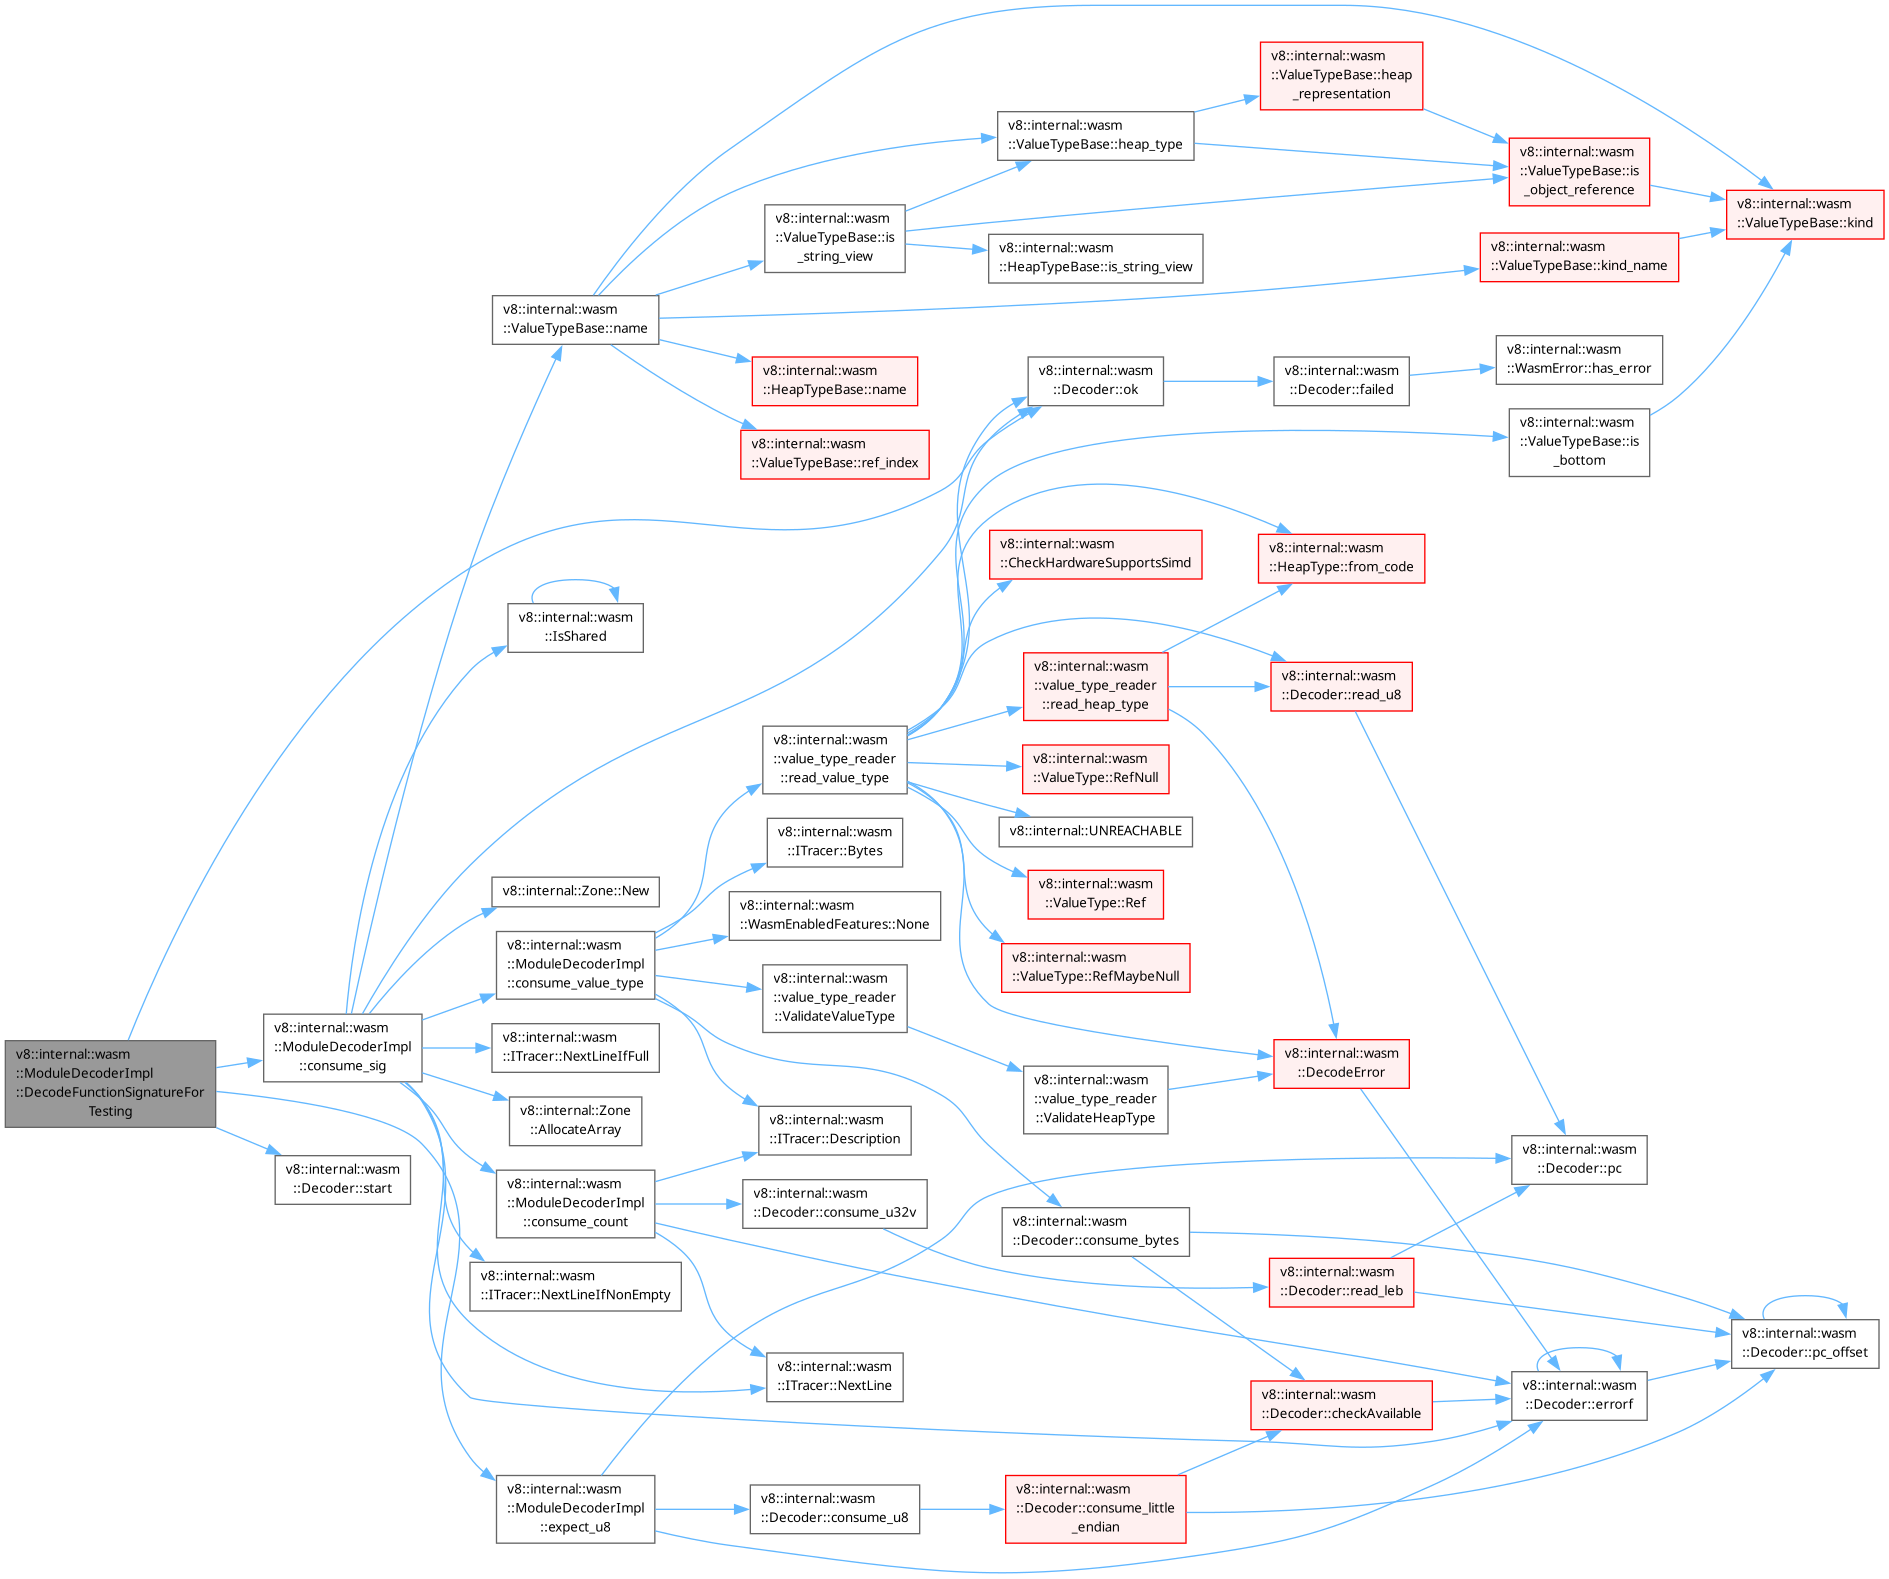 v8::internal::wasm
::ValueTypeBase::heap
_representation
v8::internal::wasm
::ValueTypeBase::heap_type
v8::internal::wasm
::ValueTypeBase::is
_object_reference
v8::internal::wasm
::ValueTypeBase::kind
v8::internal::wasm
::ValueTypeBase::is
_string_view
v8::internal::wasm
::HeapTypeBase::is_string_view
v8::internal::wasm
::ValueTypeBase::kind_name
v8::internal::wasm
::ValueTypeBase::name
v8::internal::wasm
::HeapTypeBase::name
v8::internal::wasm
::Decoder::ok
v8::internal::wasm
::Decoder::failed
v8::internal::wasm
::WasmError::has_error
v8::internal::wasm
::ValueTypeBase::ref_index
v8::internal::wasm
::ValueTypeBase::is
_bottom
v8::internal::wasm
::CheckHardwareSupportsSimd
v8::internal::wasm
::HeapType::from_code
v8::internal::wasm
::IsShared
v8::internal::wasm
::value_type_reader
::read_heap_type
v8::internal::wasm
::Decoder::read_u8
v8::internal::wasm
::value_type_reader
::read_value_type
v8::internal::wasm
::ValueType::RefNull
v8::internal::UNREACHABLE
v8::internal::wasm
::ITracer::Bytes
v8::internal::wasm
::ValueType::Ref
v8::internal::Zone::New
v8::internal::wasm
::WasmEnabledFeatures::None
v8::internal::wasm
::ModuleDecoderImpl
::consume_value_type
v8::internal::wasm
::ValueType::RefMaybeNull
v8::internal::wasm
::value_type_reader
::ValidateValueType
v8::internal::wasm
::ModuleDecoderImpl
::consume_sig
v8::internal::wasm
::ITracer::NextLineIfFull
v8::internal::wasm
::ModuleDecoderImpl
::DecodeFunctionSignatureFor
Testing
v8::internal::wasm
::DecodeError
v8::internal::wasm
::value_type_reader
::ValidateHeapType
v8::internal::Zone
::AllocateArray
v8::internal::wasm
::ITracer::Description
v8::internal::wasm
::Decoder::pc
v8::internal::wasm
::Decoder::start
v8::internal::wasm
::ModuleDecoderImpl
::consume_count
v8::internal::wasm
::Decoder::consume_u32v
v8::internal::wasm
::Decoder::consume_bytes
v8::internal::wasm
::ITracer::NextLineIfNonEmpty
v8::internal::wasm
::Decoder::read_leb
v8::internal::wasm
::Decoder::pc_offset
v8::internal::wasm
::ITracer::NextLine
v8::internal::wasm
::Decoder::checkAvailable
v8::internal::wasm
::Decoder::errorf
v8::internal::wasm
::ModuleDecoderImpl
::expect_u8
v8::internal::wasm
::Decoder::consume_u8
v8::internal::wasm
::Decoder::consume_little
_endian